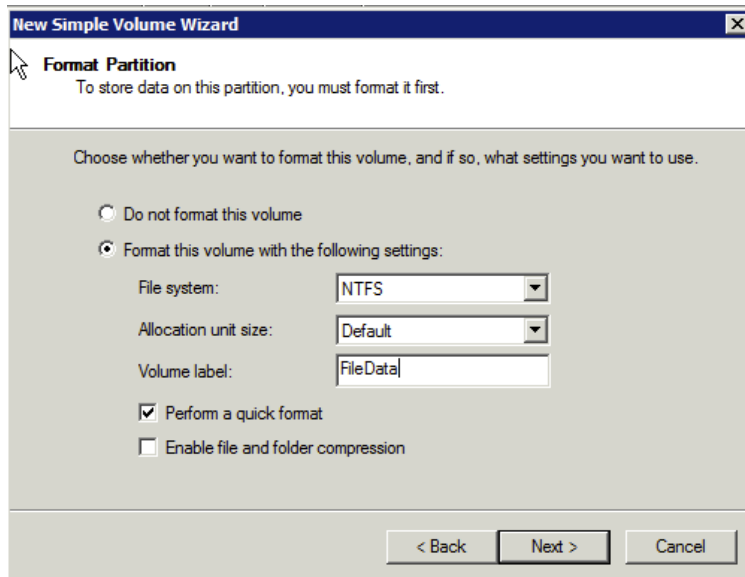 New Simple Volume Wizard
Format Partition
To store data on this partition, you must format it first.
Choose whether you want to format this volume, and if so, what settings you want to use.
Do not format this volume
Format this volume with the following settings:
File system: NTFS
Allocation unit size: Default
Volume label: FileData
Perform a quick format
Enable file and folder compression
< Back Next > Cancel